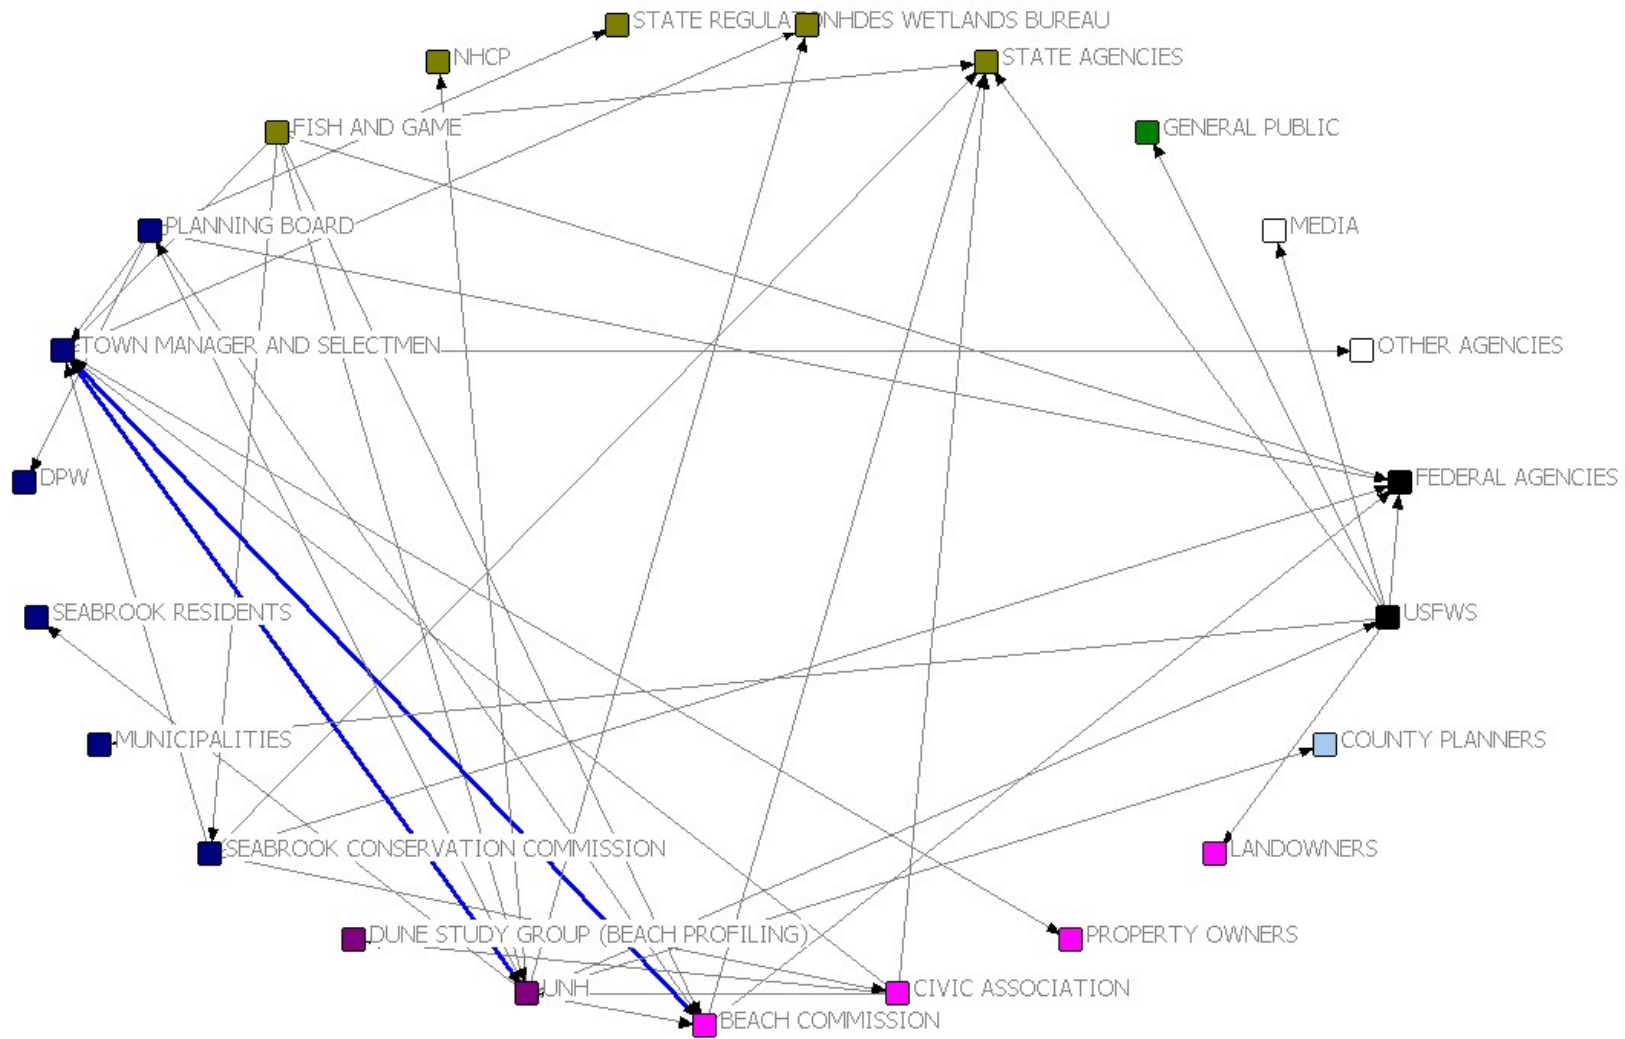 STATE REGULATONHDES WETLANDS BUREAU
NHCP
STATE AGENCIES
FISH AND GAME
GENERAL PUBLIC
PLANNING BOARD
MEDIA
TOWN MANAGER AND SELECTMEN
OTHER AGENCIES
DPW
FEDERAL AGENCIES
SEABROOK RESIDENTS
USFWS
MUNICIPALITIES
COUNTY PLANNERS
SEABROOK CONSERVATION COMMISSION
LANDOWNERS
DUNE STUDY GROUP (BEACH PROFILING)
PROPERTY OWNERS
UNH
CIVIC ASSOCIATION
BEACH COMMISSION